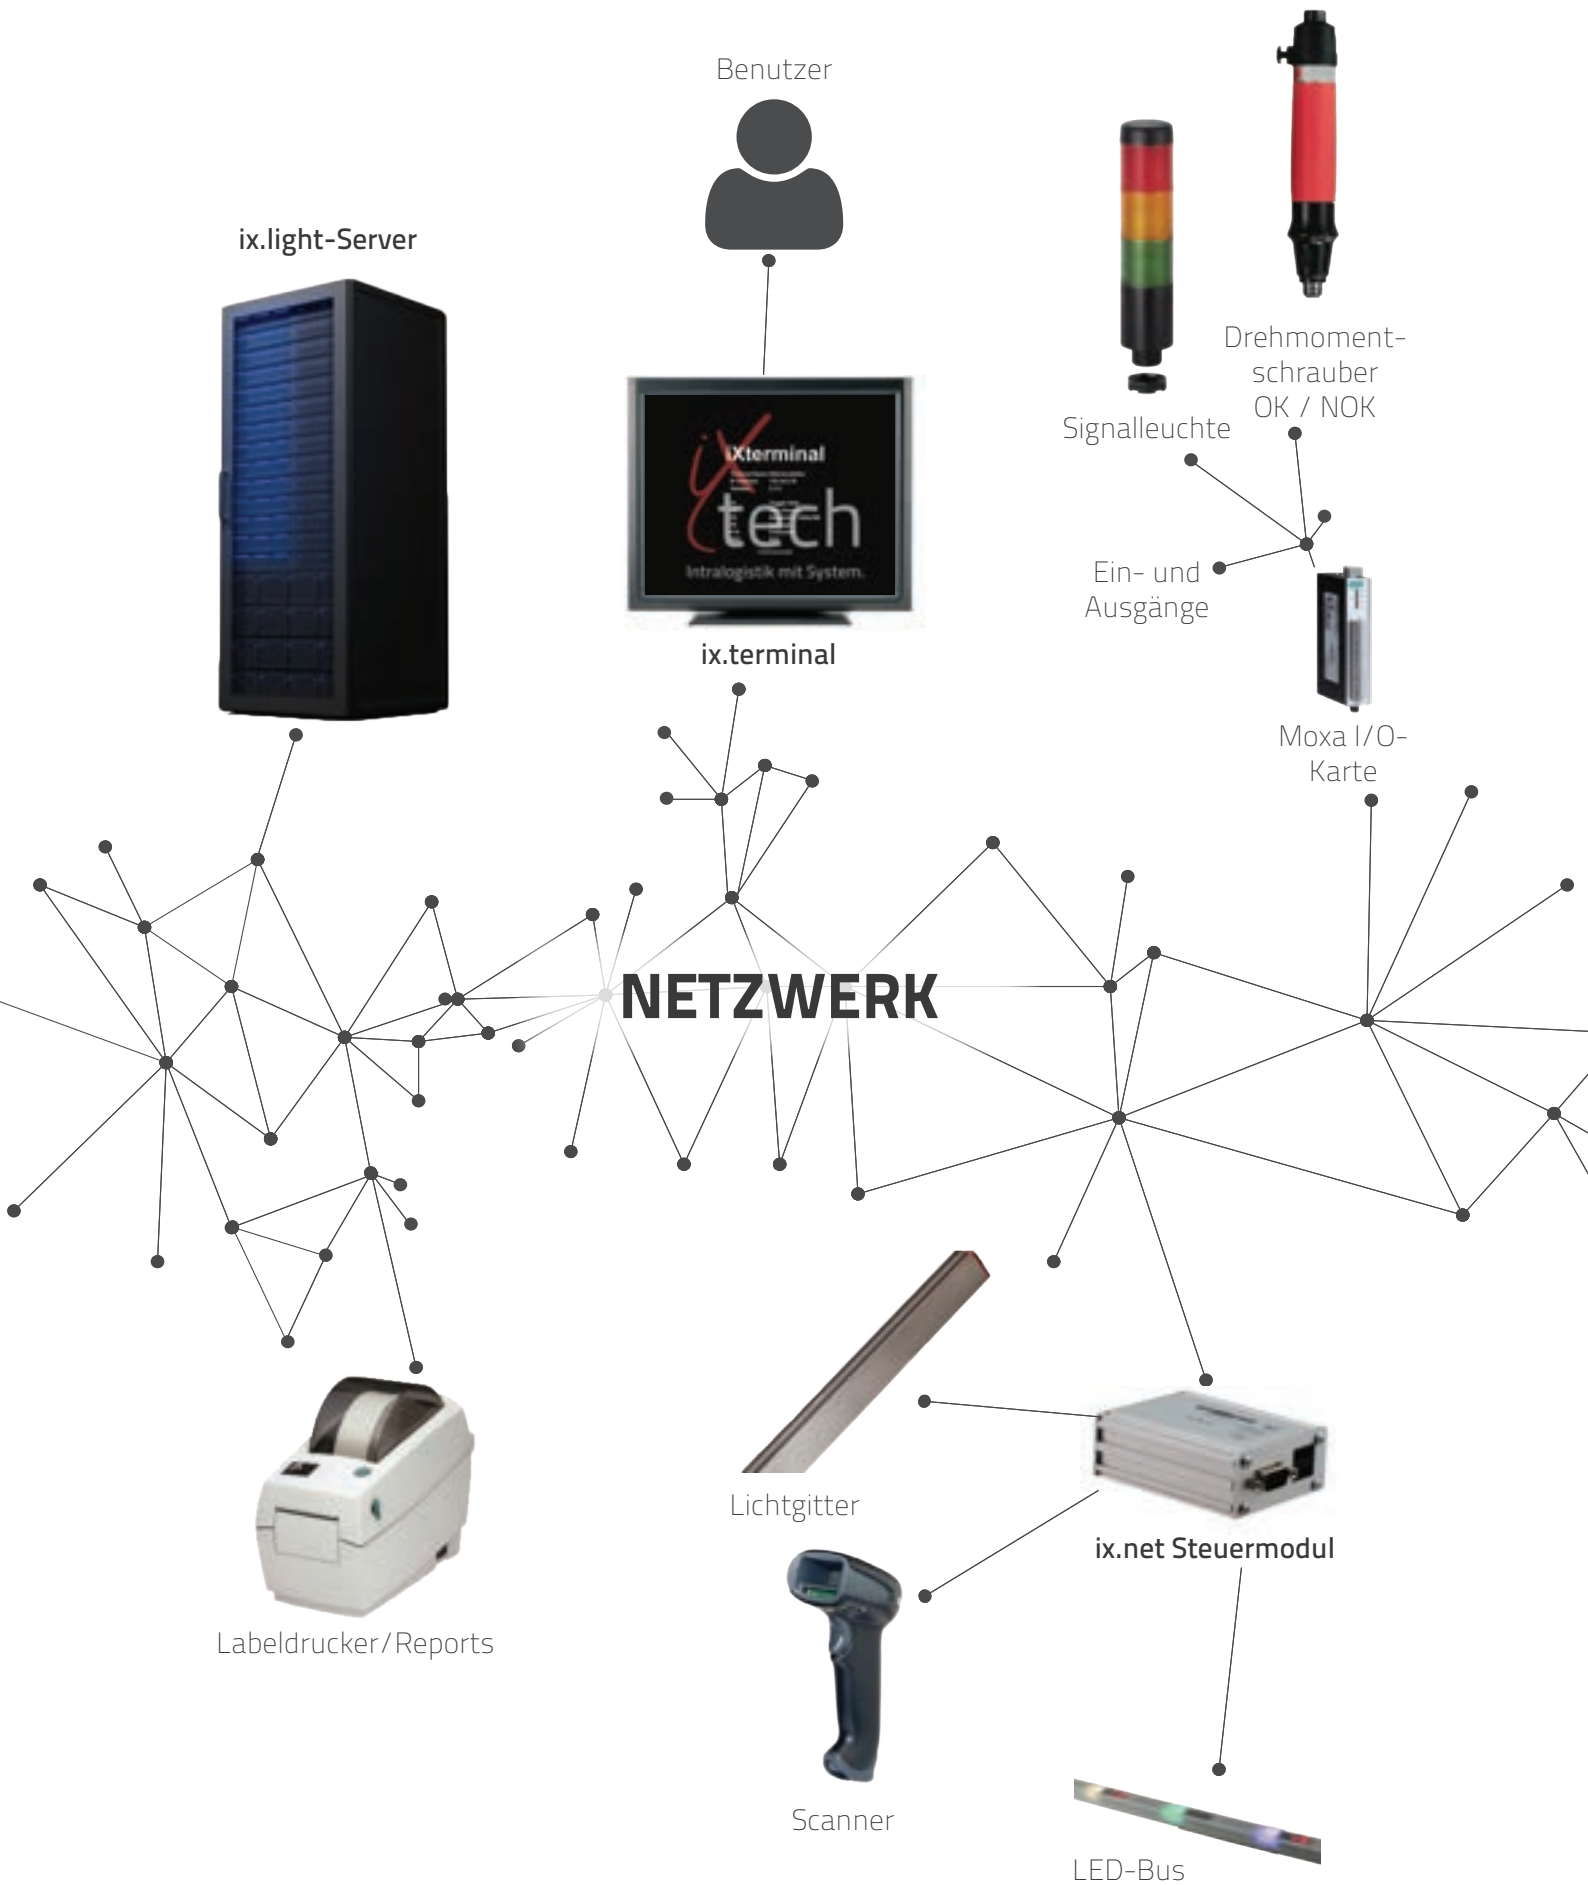 Benutzer
ix.light-Server
Drehmoment-
schrauber
OK / NOK
Signalleuchte
iXterminal
iX
tech
Intralogistik mit System.
Ein- und
Ausgänge
ix.terminal
Moxa I/O-
Karte
NETZWERK
Lichtgitter
ix.net Steuermodul
Labeldrucker/Reports
Scanner
LED-Bus